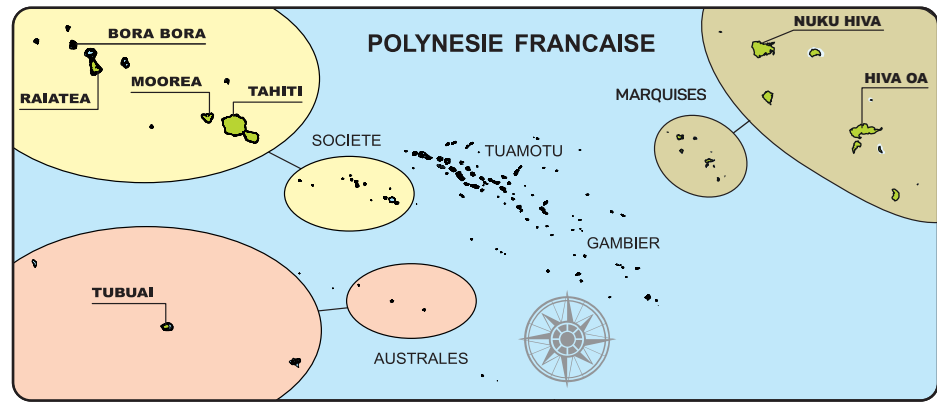 POLYNESIE FRANCAISE
BORA BORA
RAIATEA
MOOREA
TAHITI
SOCIETE
TUAMOTU
MARQUISES
NUKU HIVA
HIVA OA
GAMBIER
TUBUAI
AUSTRALES